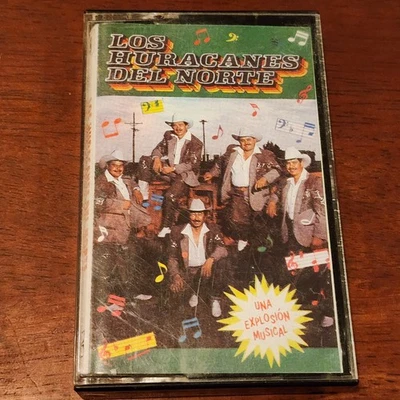 LOS
HURACANES
DEL NORTE
UNA
EXPLOSION
MUSICAL